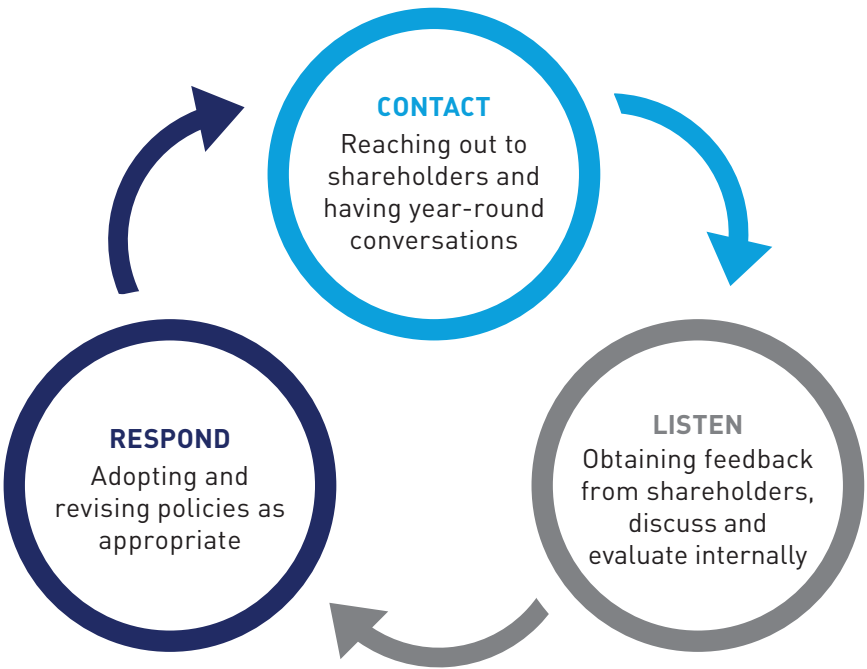 CONTACT
Reaching out to
shareholders and
having year-round
conversations
LISTEN
Obtaining feedback
from shareholders,
discuss and
evaluate internally
RESPOND
Adopting and
revising policies as
appropriate